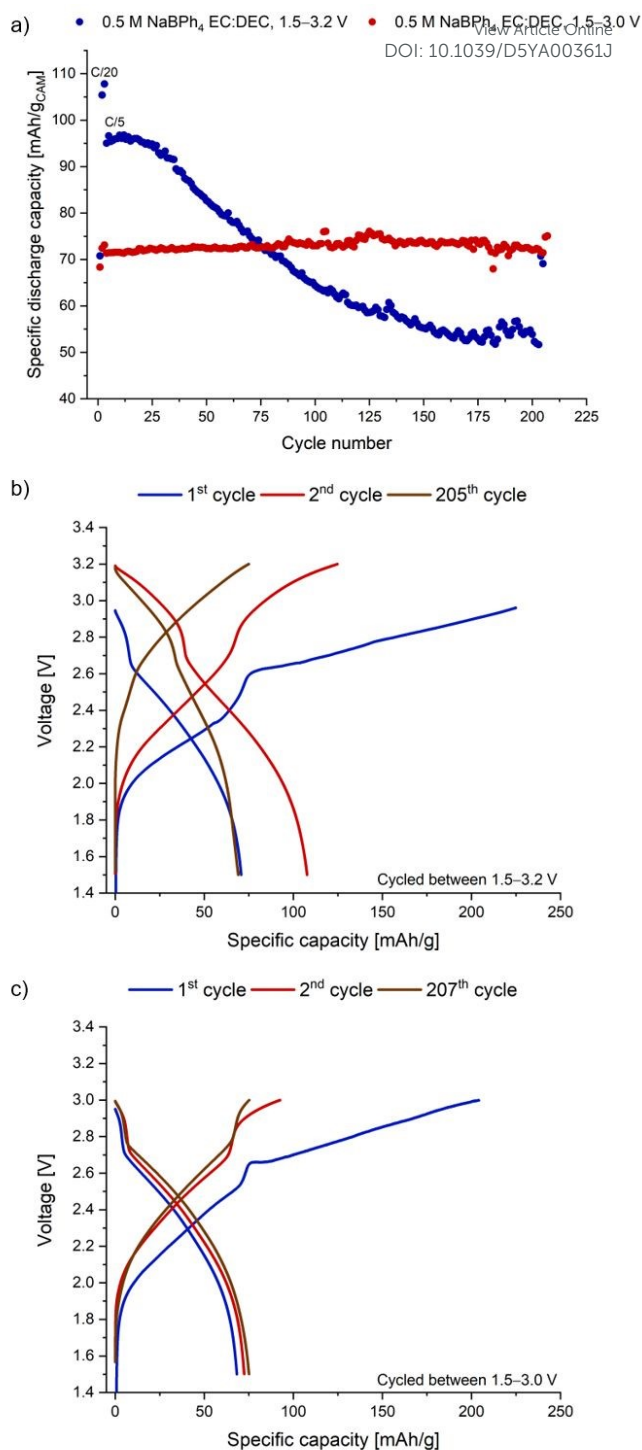 a)
0.5 M NaBPh₄ EC:DEC, 1.5–3.2 V 0.5 M NaBPh₄ EC:DEC, 1.5–3.0 V
View Article Online
DOI: 10.1039/D5YA00361J
C/20
C/5
Specific discharge capacity [mAh/g_CAM]
110
100
90
80
70
60
50
40
0 25 50 75 100 125 150 175 200 225
Cycle number
b)
1ˢᵗ cycle 2ⁿᵈ cycle 205ᵗʰ cycle
Voltage [V]
3.4
3.2
3.0
2.8
2.6
2.4
2.2
2.0
1.8
1.6
1.4
Cycled between 1.5–3.2 V
0 50 100 150 200 250
Specific capacity [mAh/g]
c)
1ˢᵗ cycle 2ⁿᵈ cycle 207ᵗʰ cycle
Voltage [V]
3.4
3.2
3.0
2.8
2.6
2.4
2.2
2.0
1.8
1.6
1.4
Cycled between 1.5–3.0 V
0 50 100 150 200 250
Specific capacity [mAh/g]